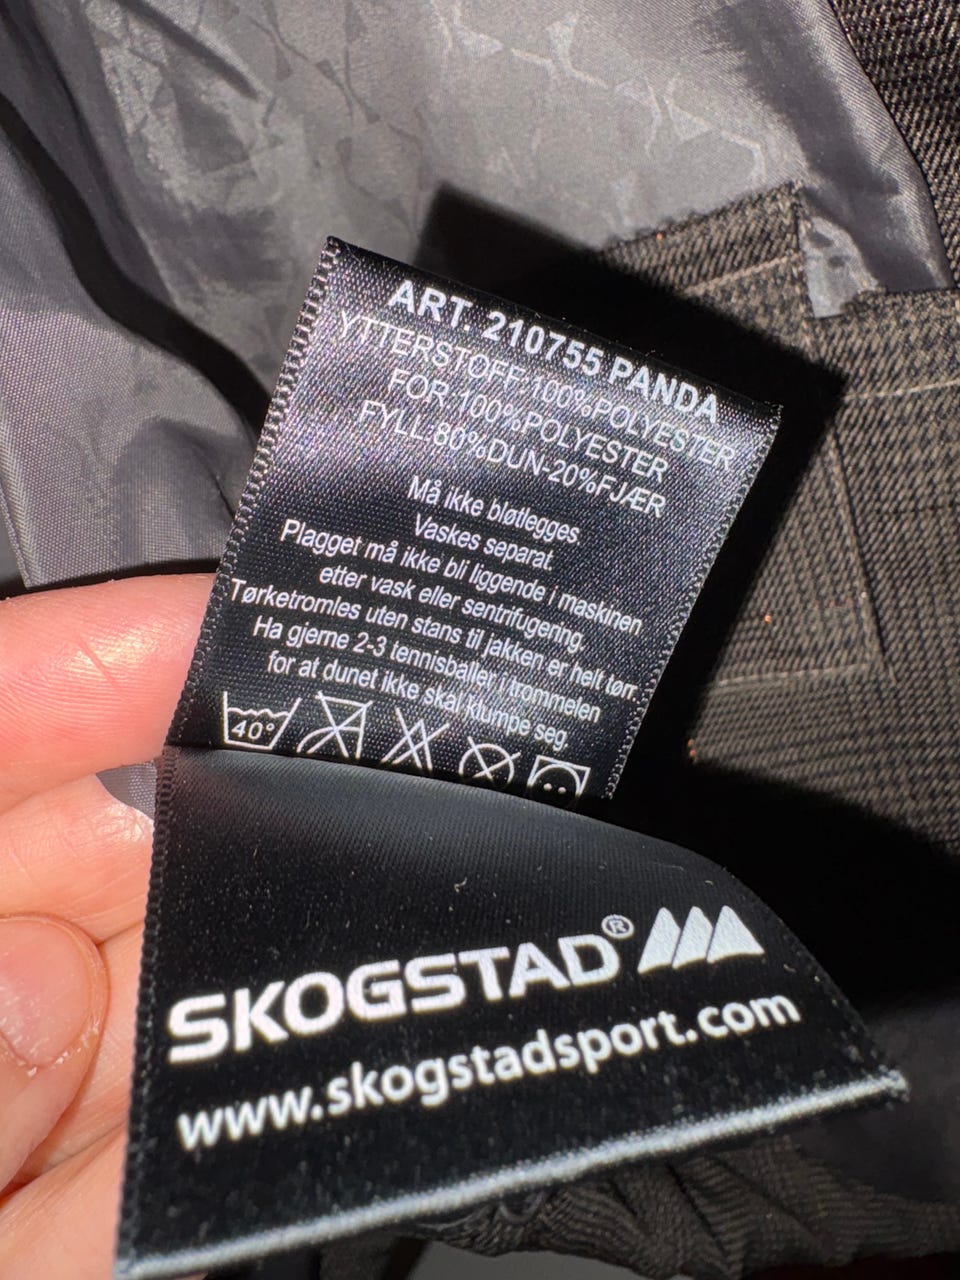 ART. 210755 PANDA
YTTERSTOFF:100%POLYESTER
FOR:100%POLYESTER
FYLL:80%DUN-20%FJÆR
Må ikke bløtlegges.
Vaskes separat.
Plagget må ikke bli liggende i maskinen
etter vask eller sentrifugering.
Tørketromles uten stans til jakken er helt tørr.
Ha gjerne 2-3 tennisballer i trommelen
for at dunet ikke skal klumpe seg.
40°
SKOGSTAD®
www.skogstadsport.com